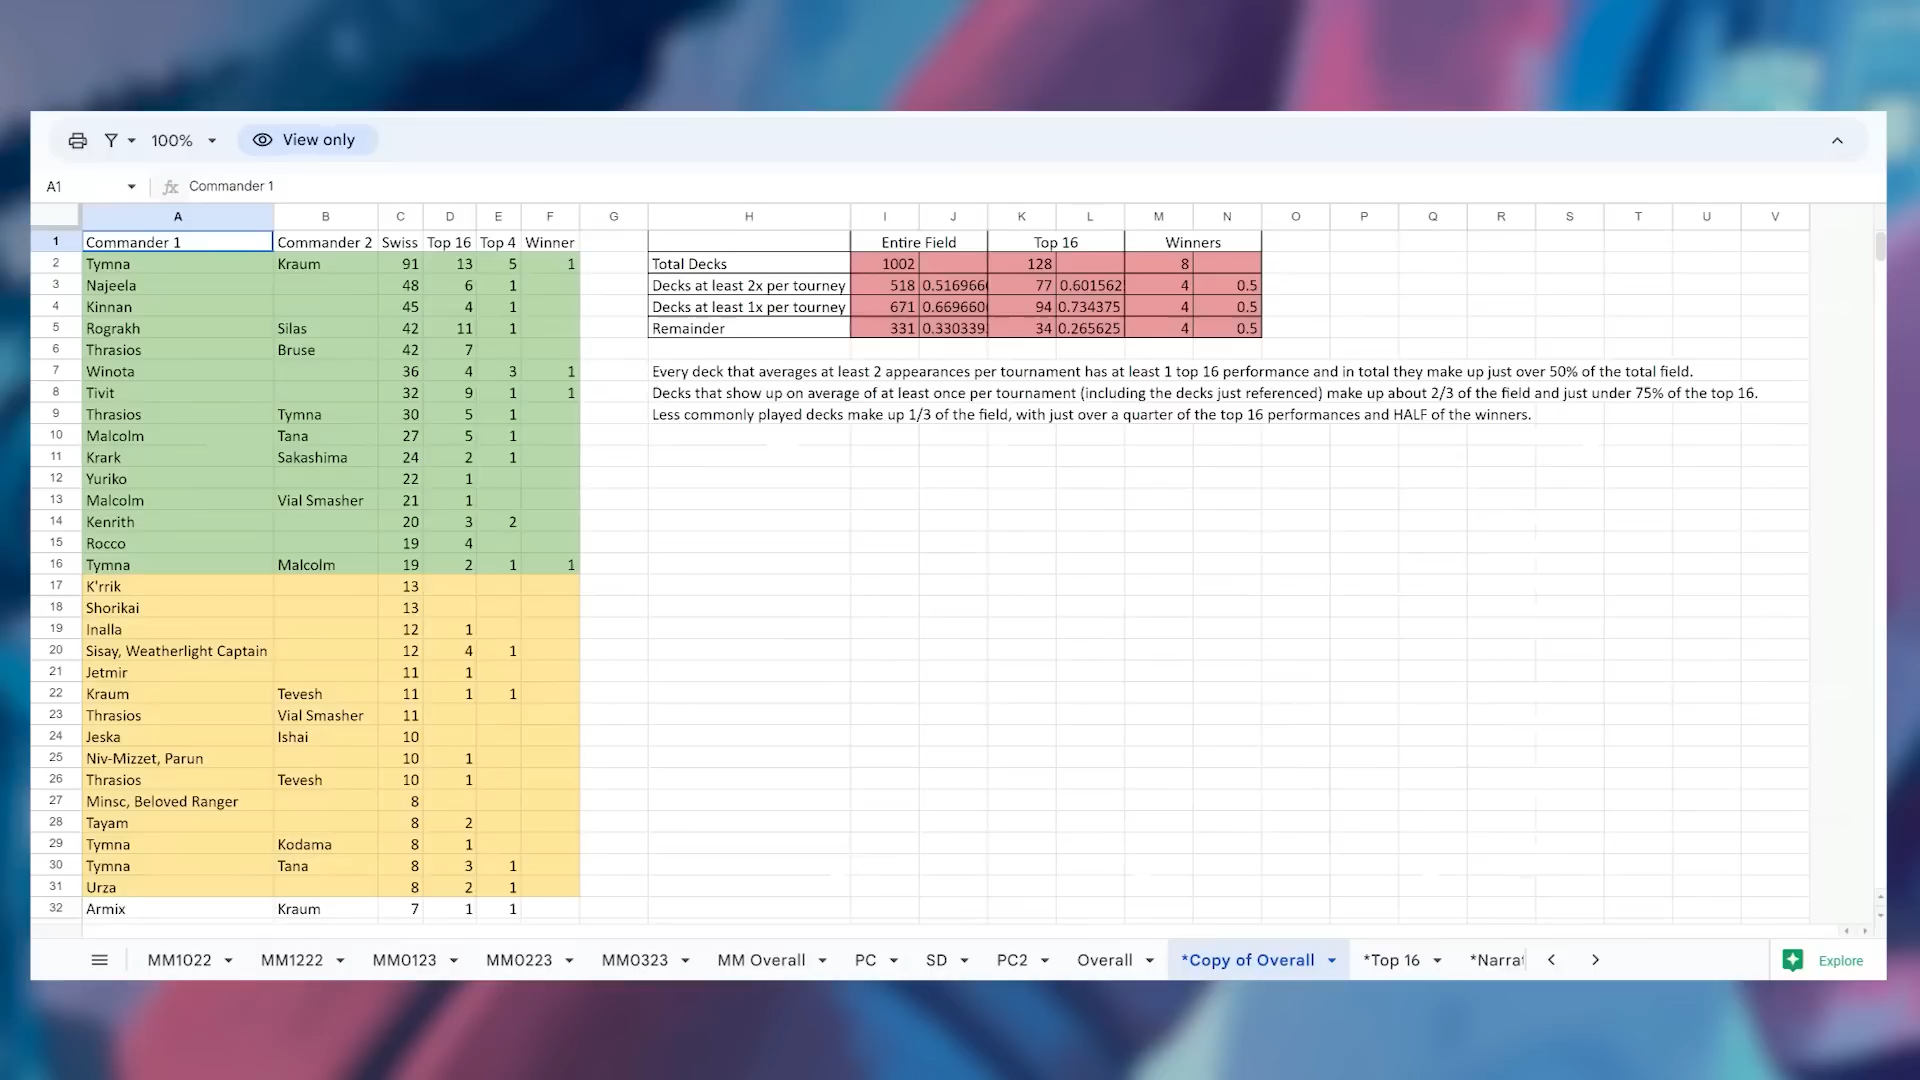 100%
View only
A1
fx Commander 1
A B C D E F G H I J K L M N O P Q R S T U V
1 Commander 1 Commander 2 Swiss Top 16 Top 4 Winner Entire Field Top 16 Winners
2 Tymna Kraum 91 13 5 1 Total Decks 1002 128 8
3 Najeela 48 6 1 Decks at least 2x per tourney 518 0.516966 77 0.601562 4 0.5
4 Kinnan 45 4 1 Decks at least 1x per tourney 671 0.669660 94 0.734375 4 0.5
5 Rograkh Silas 42 11 1 Remainder 331 0.330339 34 0.265625 4 0.5
6 Thrasios Bruse 42 7
7 Winota 36 4 3 1 Every deck that averages at least 2 appearances per tournament has at least 1 top 16 performance and in total they make up just over 50% of the total field.
8 Tivit 32 9 1 1 Decks that show up on average of at least once per tournament (including the decks just referenced) make up about 2/3 of the field and just under 75% of the top 16.
9 Thrasios Tymna 30 5 1 Less commonly played decks make up 1/3 of the field, with just over a quarter of the top 16 performances and HALF of the winners.
10 Malcolm Tana 27 5 1
11 Krark Sakashima 24 2 1
12 Yuriko 22 1
13 Malcolm Vial Smasher 21 1
14 Kenrith 20 3 2
15 Rocco 19 4
16 Tymna Malcolm 19 2 1 1
17 K'rrik 13
18 Shorikai 13
19 Inalla 12 1
20 Sisay, Weatherlight Captain 12 4 1
21 Jetmir 11 1
22 Kraum Tevesh 11 1 1
23 Thrasios Vial Smasher 11
24 Jeska Ishai 10
25 Niv-Mizzet, Parun 10 1
26 Thrasios Tevesh 10 1
27 Minsc, Beloved Ranger 8
28 Tayam 8 2
29 Tymna Kodama 8 1
30 Tymna Tana 8 3 1
31 Urza 8 2 1
32 Armix Kraum 7 1 1
MM1022 MM1222 MM0123 MM0223 MM0323 MM Overall PC SD PC2 Overall *Copy of Overall *Top 16 *Narra Explore